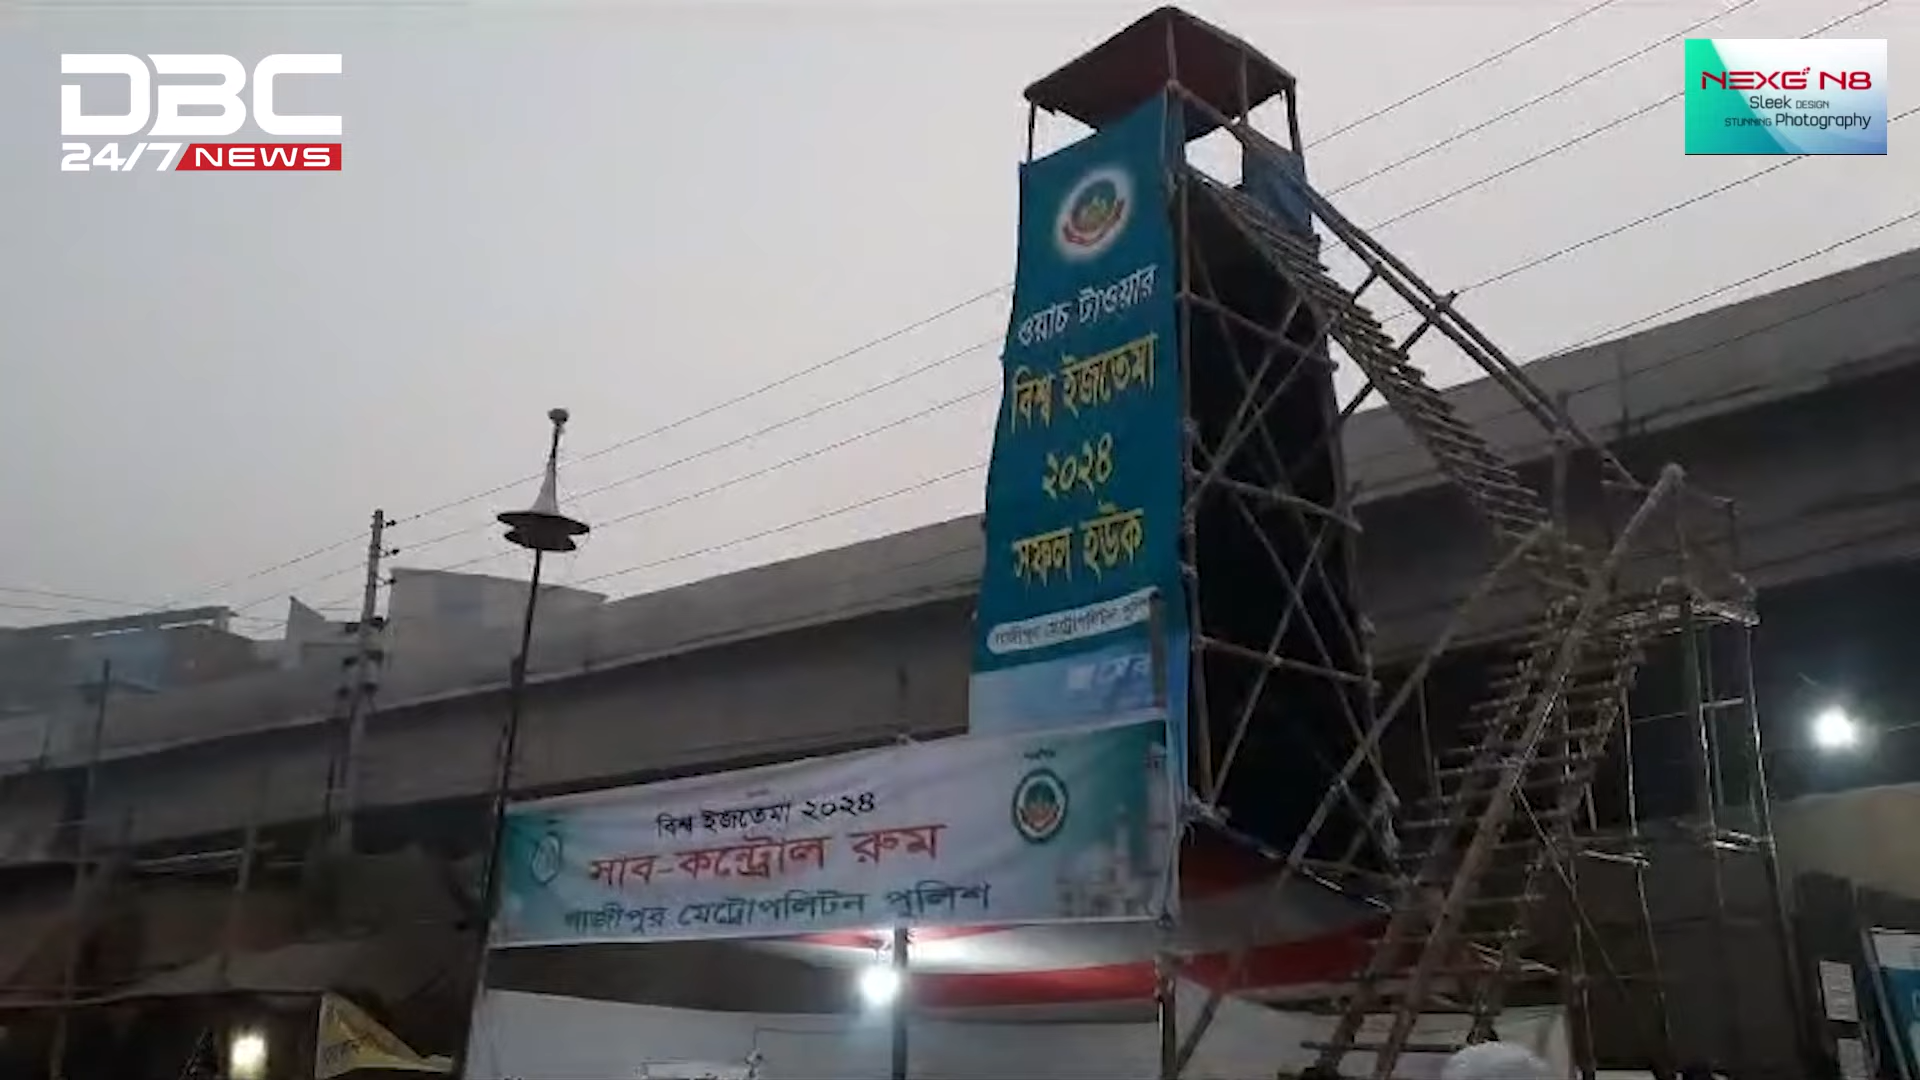 DBC
24/7 NEWS
NEXG N8
Sleek DESIGN
STUNNING Photography
ওয়াচ টাওয়ার
বিশ্ব ইজতেমা
২০২৪
সফল হউক
গাজীপুর মেট্রোপলিটন পুলিশ
বিশ্ব ইজতেমা ২০২৪
সাব-কন্ট্রোল রুম
গাজীপুর মেট্রোপলিটন পুলিশ